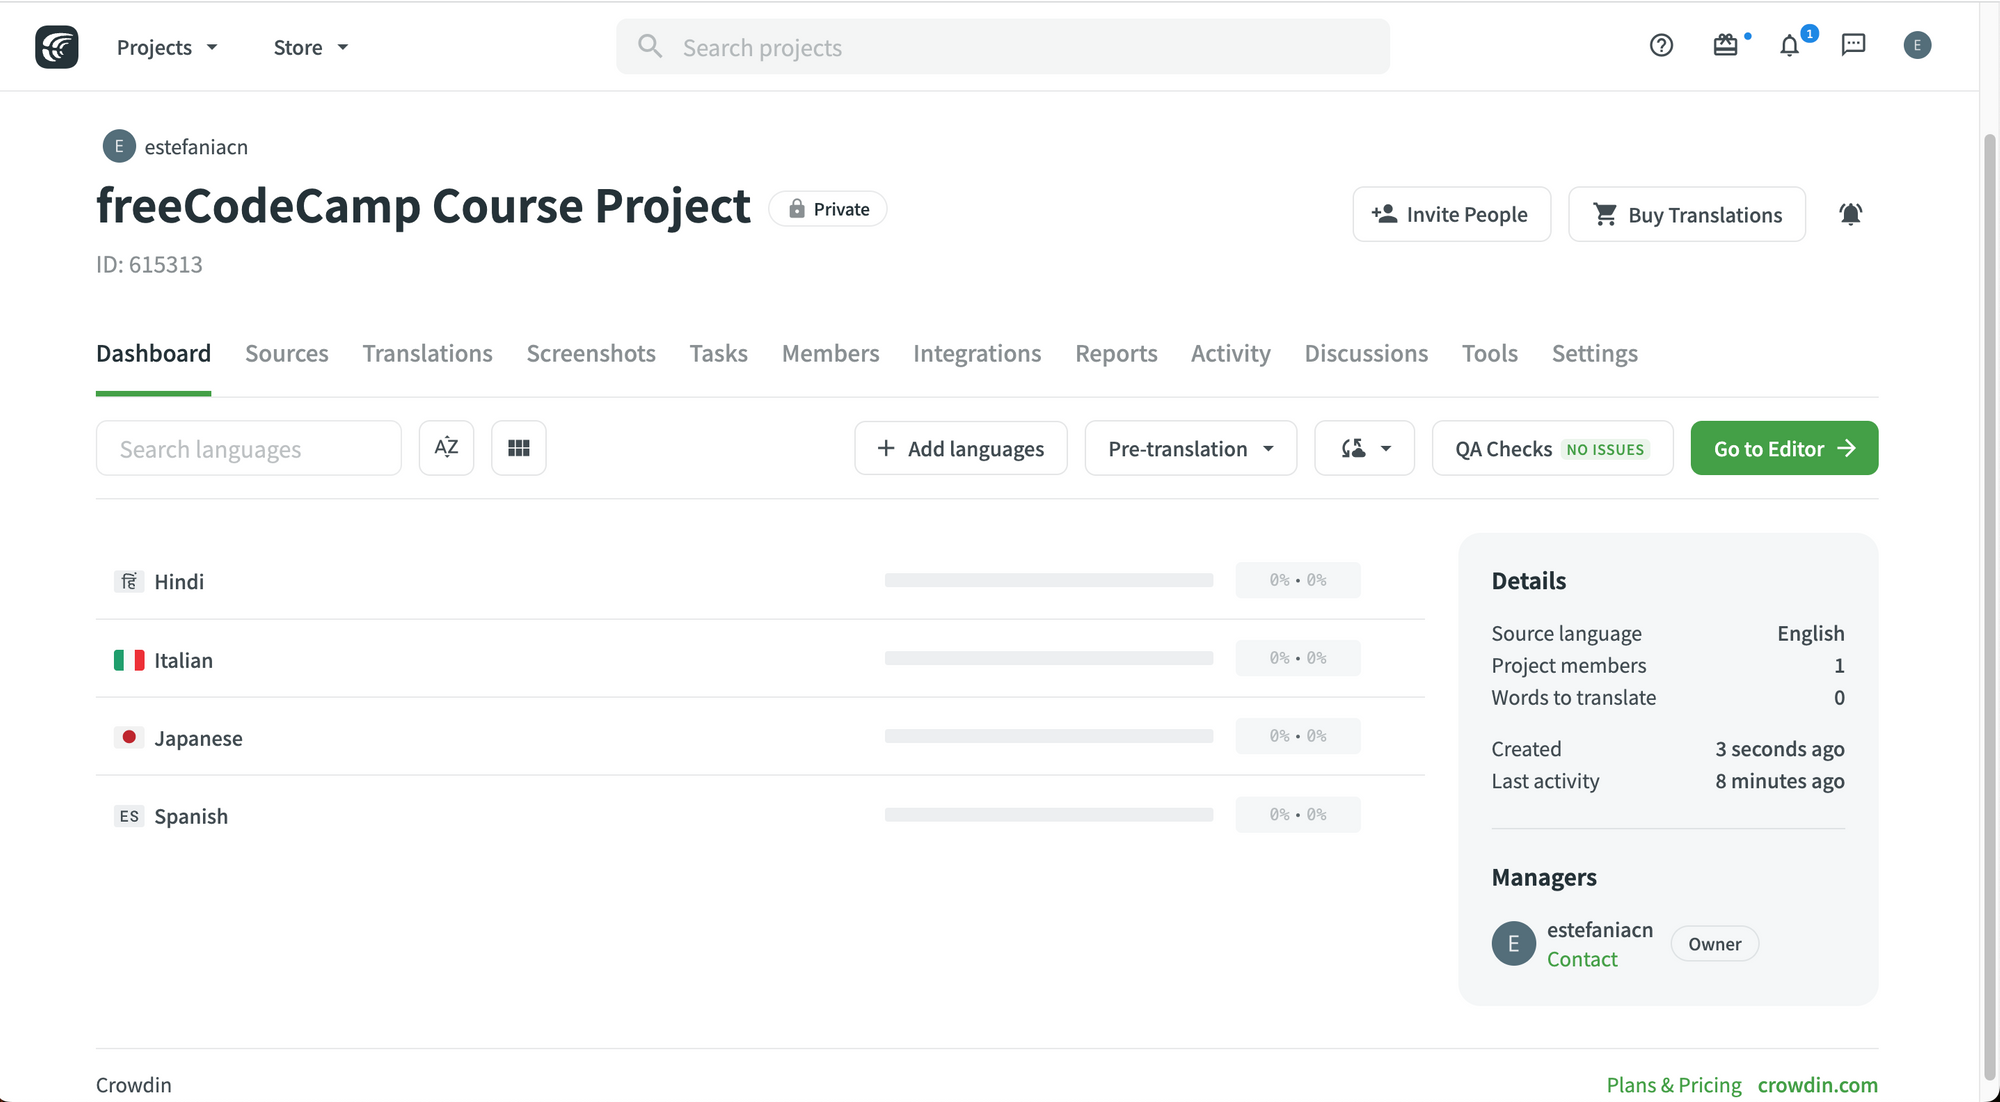 Projects Store Search projects 1 E
E estefaniacn
freeCodeCamp Course Project Private
Invite People Buy Translations
ID: 615313
Dashboard Sources Translations Screenshots Tasks Members Integrations Reports Activity Discussions Tools Settings
Search languages AZ + Add languages Pre-translation QA Checks NO ISSUES Go to Editor
हिं Hindi 0% • 0%
Italian 0% • 0%
Japanese 0% • 0%
ES Spanish 0% • 0%
Details
Source language English
Project members 1
Words to translate 0
Created 3 seconds ago
Last activity 8 minutes ago
Managers
E estefaniacn Owner
Contact
Crowdin Plans & Pricing crowdin.com